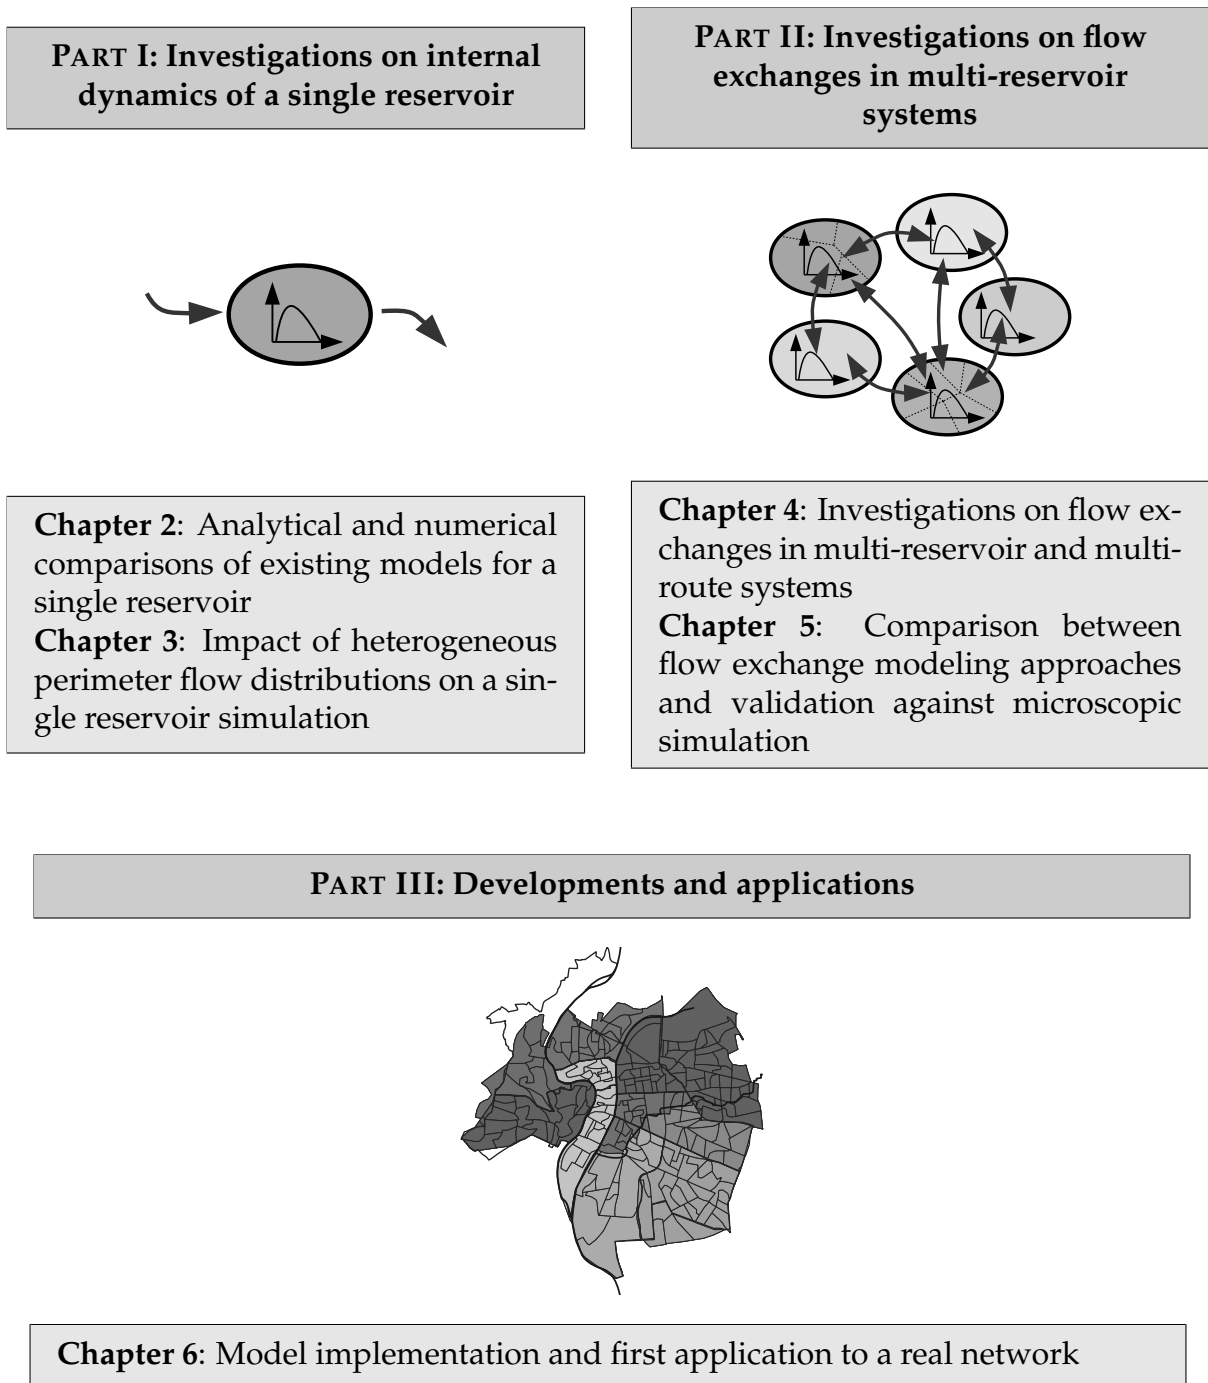 PART I: Investigations on internal
dynamics of a single reservoir
PART II: Investigations on flow
exchanges in multi-reservoir
systems
Chapter 2: Analytical and numerical
comparisons of existing models for a
single reservoir
Chapter 3: Impact of heterogeneous
perimeter flow distributions on a sin-
gle reservoir simulation
Chapter 4: Investigations on flow ex-
changes in multi-reservoir and multi-
route systems
Chapter 5: Comparison between
flow exchange modeling approaches
and validation against microscopic
simulation
PART III: Developments and applications
Chapter 6: Model implementation and first application to a real network